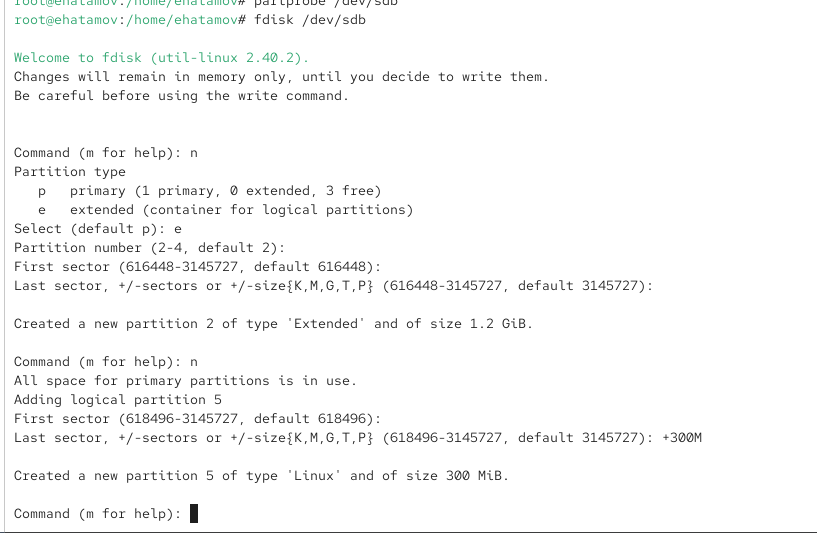 root@ehatamov:/home/ehatamov# partprobe /dev/sdb
root@ehatamov:/home/ehatamov# fdisk /dev/sdb
Welcome to fdisk (util-linux 2.40.2).
Changes will remain in memory only, until you decide to write them.
Be careful before using the write command.
Command (m for help): n
Partition type
   p   primary (1 primary, 0 extended, 3 free)
   e   extended (container for logical partitions)
Select (default p): e
Partition number (2-4, default 2):
First sector (616448-3145727, default 616448):
Last sector, +/-sectors or +/-size{K,M,G,T,P} (616448-3145727, default 3145727):
Created a new partition 2 of type 'Extended' and of size 1.2 GiB.
Command (m for help): n
All space for primary partitions is in use.
Adding logical partition 5
First sector (618496-3145727, default 618496):
Last sector, +/-sectors or +/-size{K,M,G,T,P} (618496-3145727, default 3145727): +300M
Created a new partition 5 of type 'Linux' and of size 300 MiB.
Command (m for help):